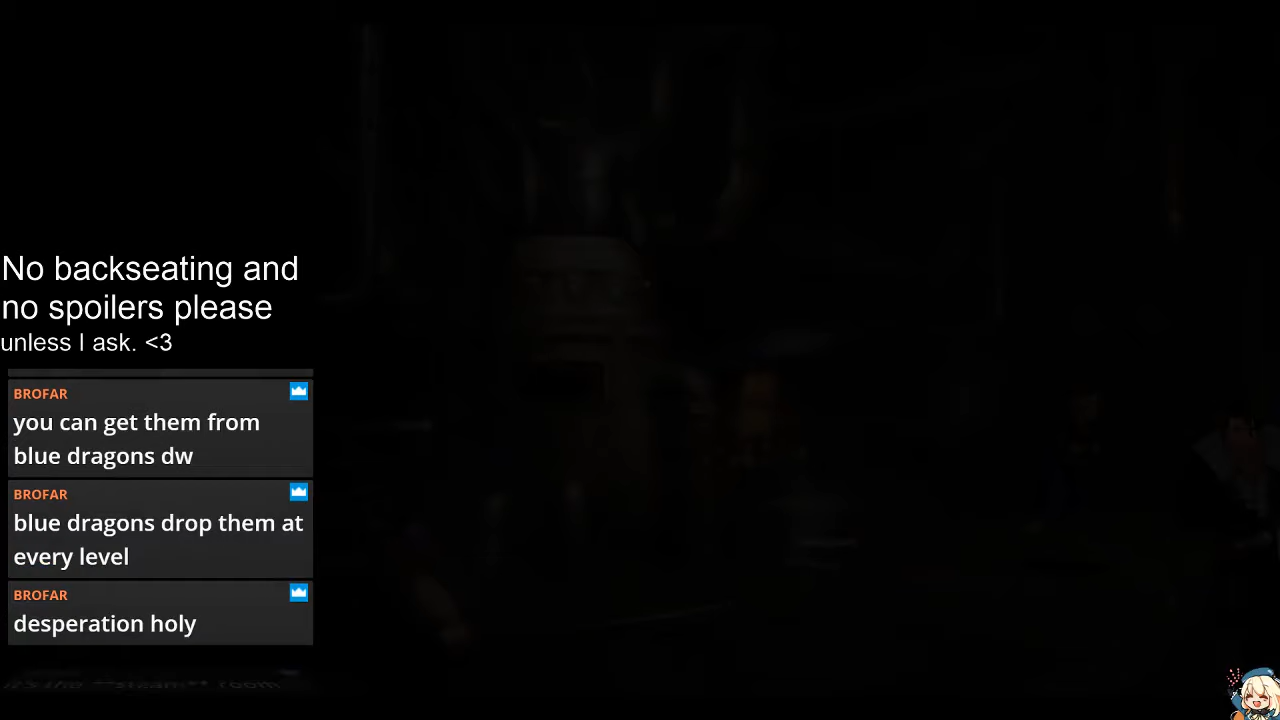 No backseating and
no spoilers please
unless I ask. <3
BROFAR
you can get them from
blue dragons dw
BROFAR
blue dragons drop them at
every level
BROFAR
desperation holy